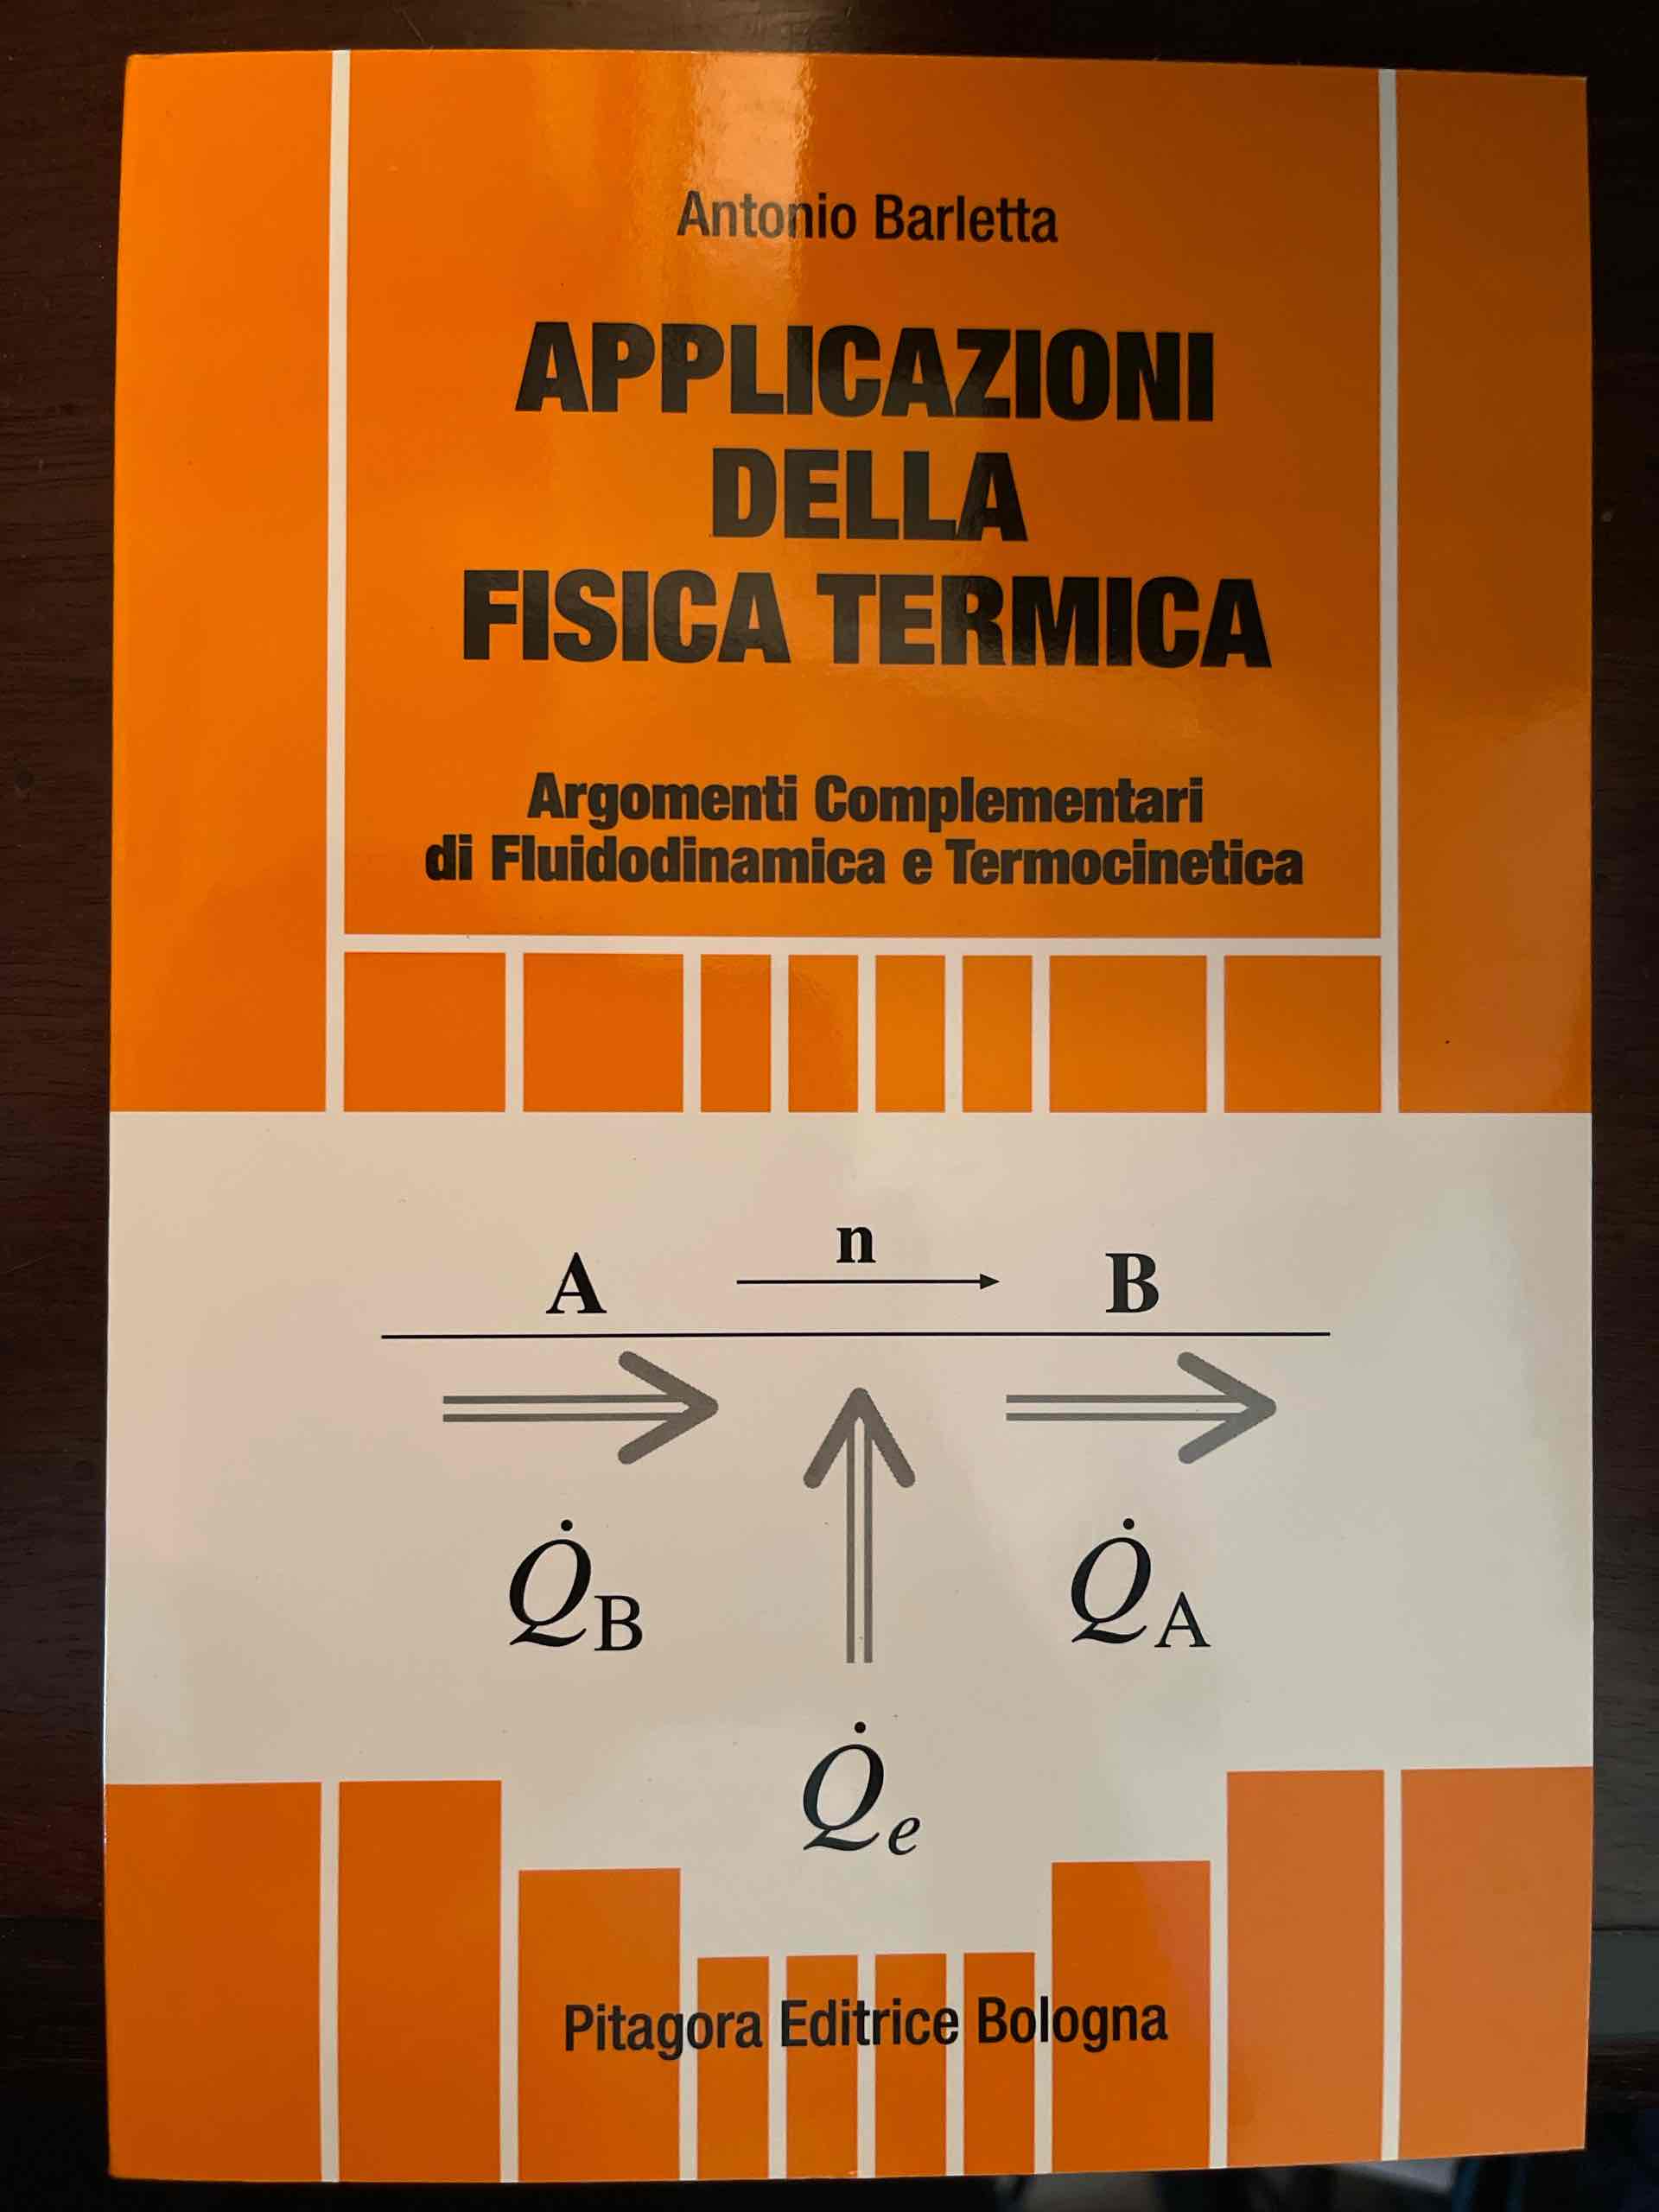 Antonio Barletta
APPLICAZIONI
DELLA
FISICA TERMICA
Argomenti Complementari
di Fluidodinamica e Termocinetica
n
A B
Q̇B Q̇A
Q̇e
Pitagora Editrice Bologna